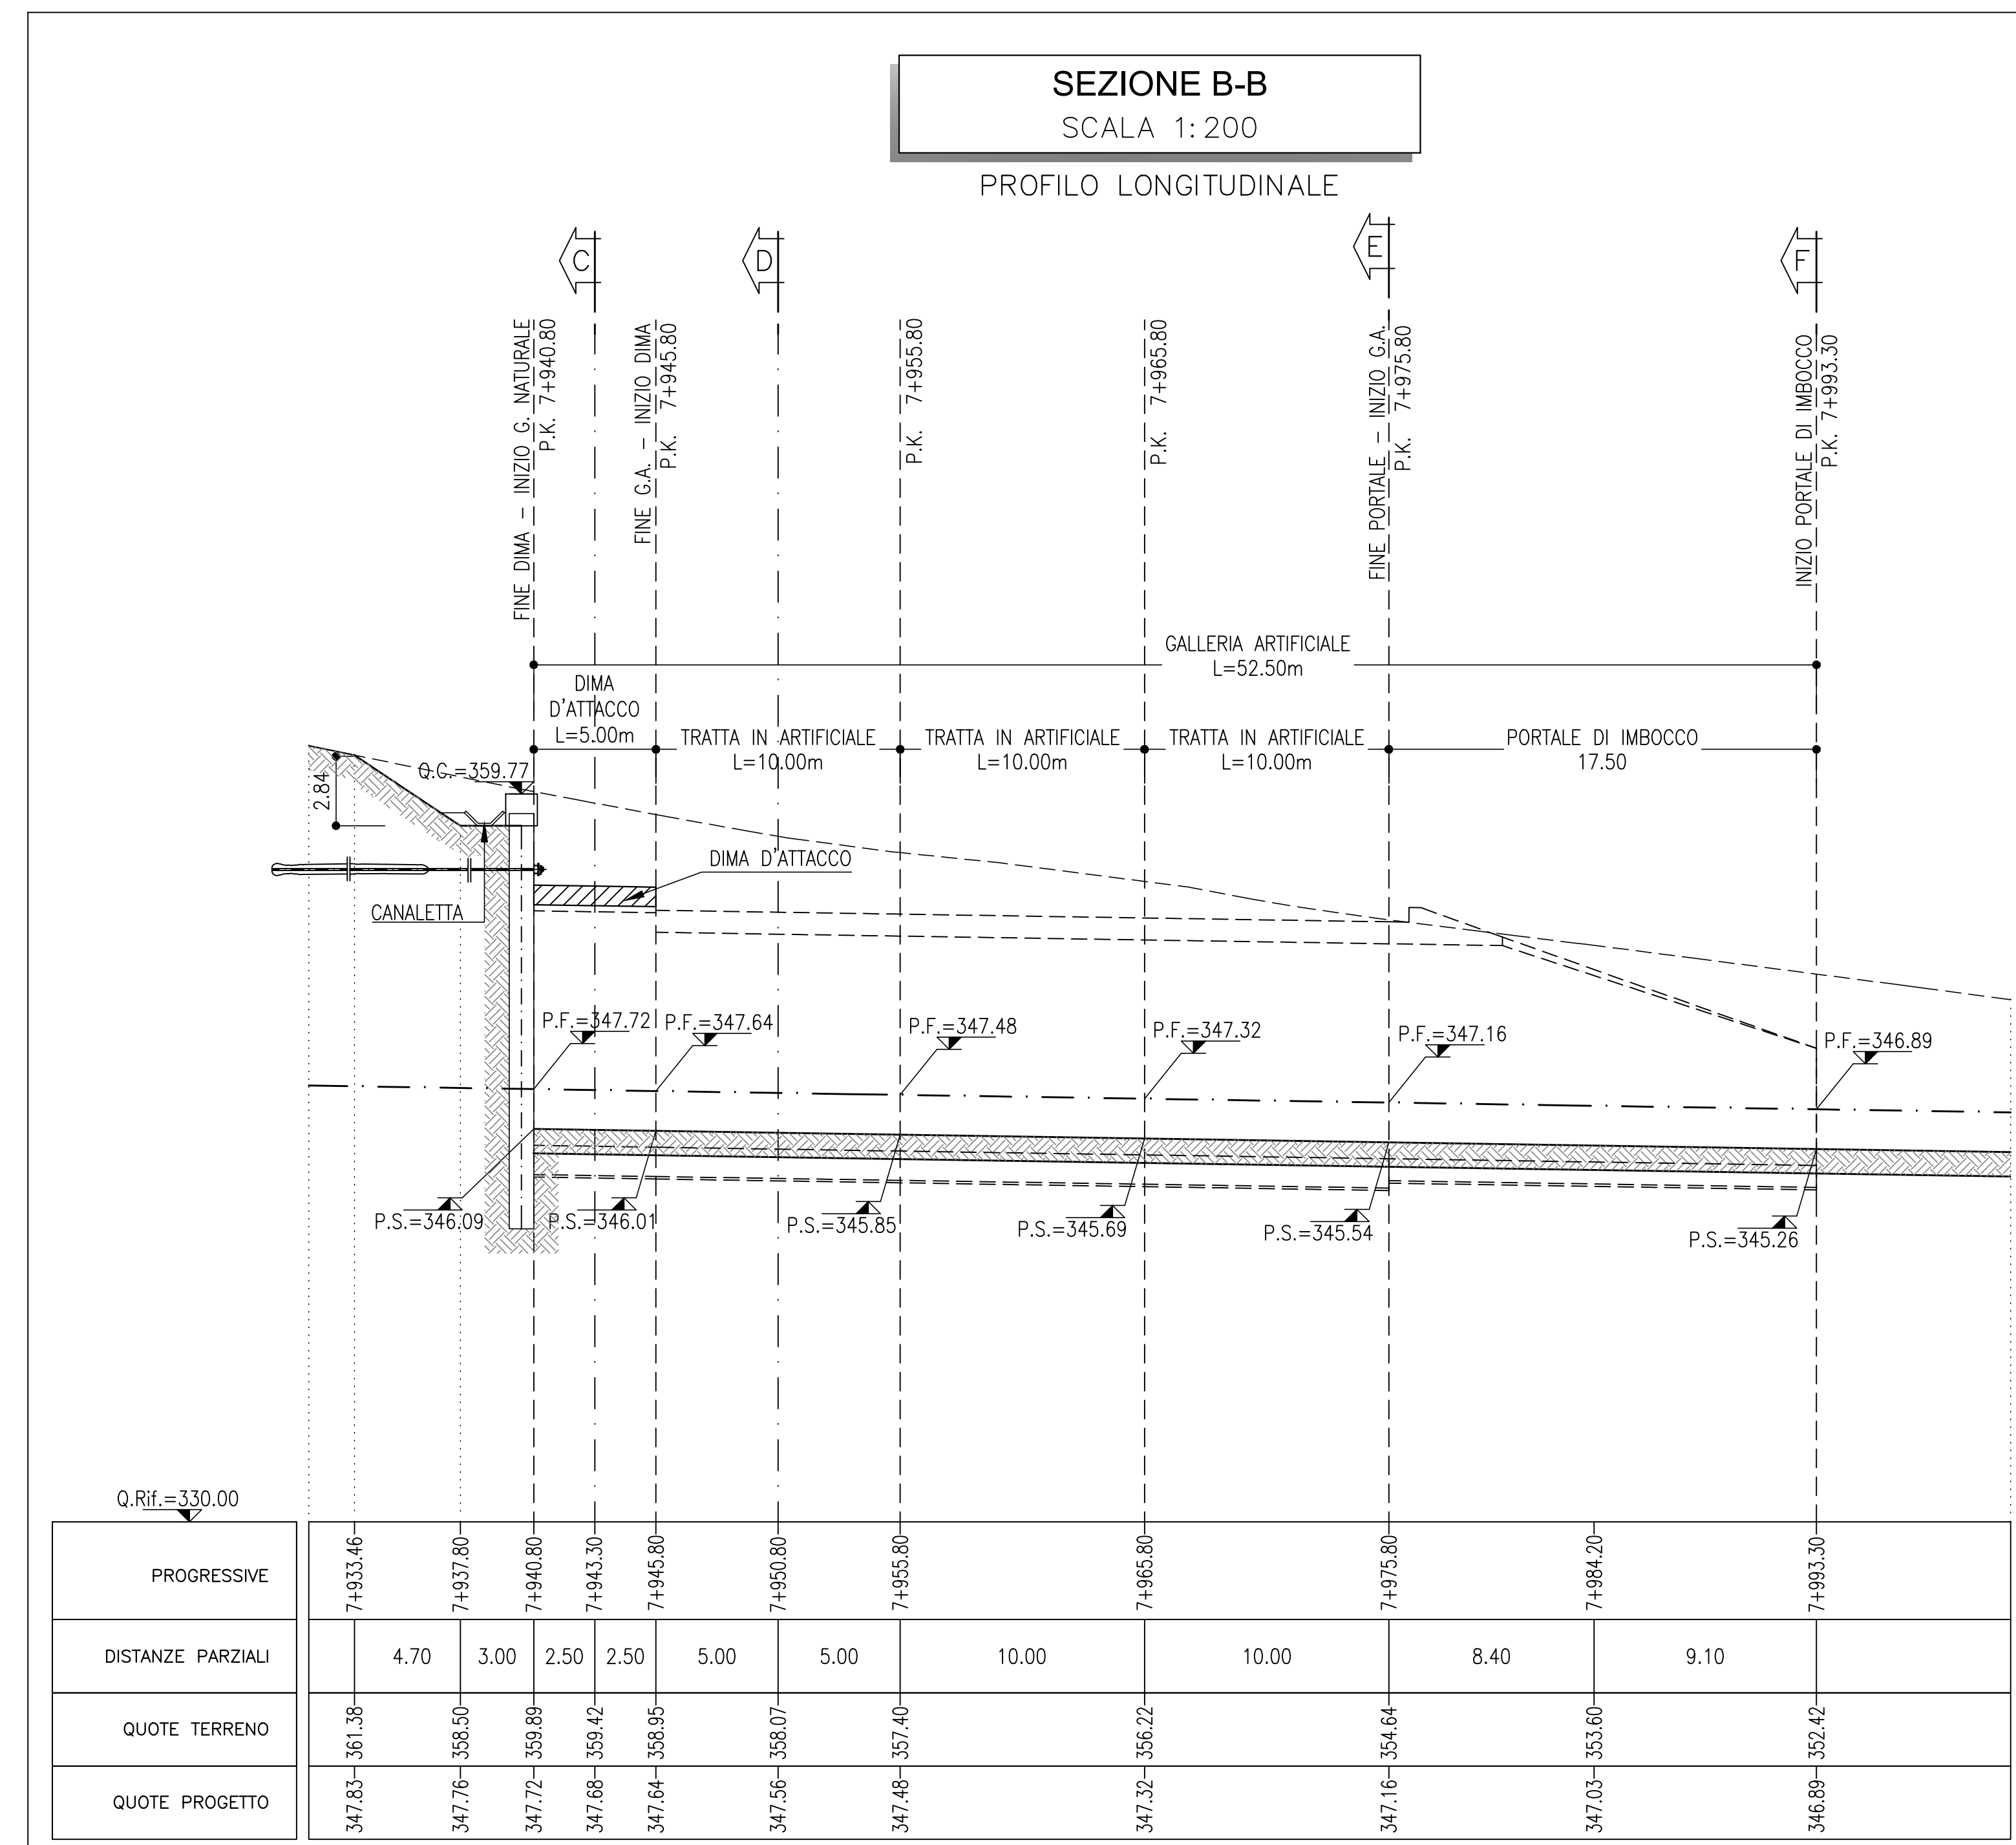 SEZIONE B-B
SCALA 1:200
PROFILO LONGITUDINALE
C
D
E
F
FINE DIMA - INIZIO G. NATURALE
P.K. 7+940.80
FINE G.A. - INIZIO DIMA
P.K. 7+945.80
P.K. 7+955.80
P.K. 7+965.80
FINE PORTALE - INIZIO G.A.
P.K. 7+975.80
INIZIO PORTALE DI IMBOCCO
P.K. 7+993.30
GALLERIA ARTIFICIALE
L=52.50m
DIMA
D'ATTACCO
L=5.00m
TRATTA IN ARTIFICIALE
L=10.00m
TRATTA IN ARTIFICIALE
L=10.00m
TRATTA IN ARTIFICIALE
L=10.00m
PORTALE DI IMBOCCO
17.50
2.84
Q.C.=359.77
DIMA D'ATTACCO
CANALETTA
P.F.=347.72
P.F.=347.64
P.F.=347.48
P.F.=347.32
P.F.=347.16
P.F.=346.89
P.S.=346.09
P.S.=346.01
P.S.=345.85
P.S.=345.69
P.S.=345.54
P.S.=345.26
Q.Rif.=330.00
PROGRESSIVE
7+933.46
7+937.80
7+940.80
7+943.30
7+945.80
7+950.80
7+955.80
7+965.80
7+975.80
7+984.20
7+993.30
DISTANZE PARZIALI
4.70
3.00
2.50
2.50
5.00
5.00
10.00
10.00
8.40
9.10
QUOTE TERRENO
361.38
358.50
359.89
359.42
358.95
358.07
357.40
356.22
354.64
353.60
352.42
QUOTE PROGETTO
347.83
347.76
347.72
347.68
347.64
347.56
347.48
347.32
347.16
347.03
346.89